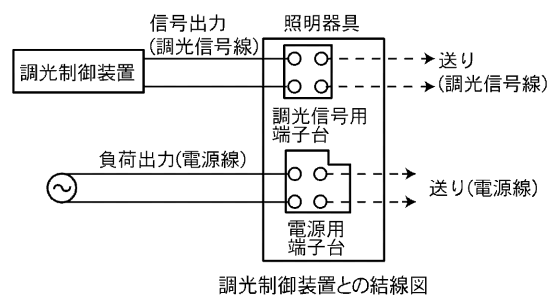 信号出力
(調光信号線)
照明器具
調光制御装置
送り
(調光信号線)
調光信号用
端子台
負荷出力(電源線)
送り(電源線)
電源用
端子台
調光制御装置との結線図